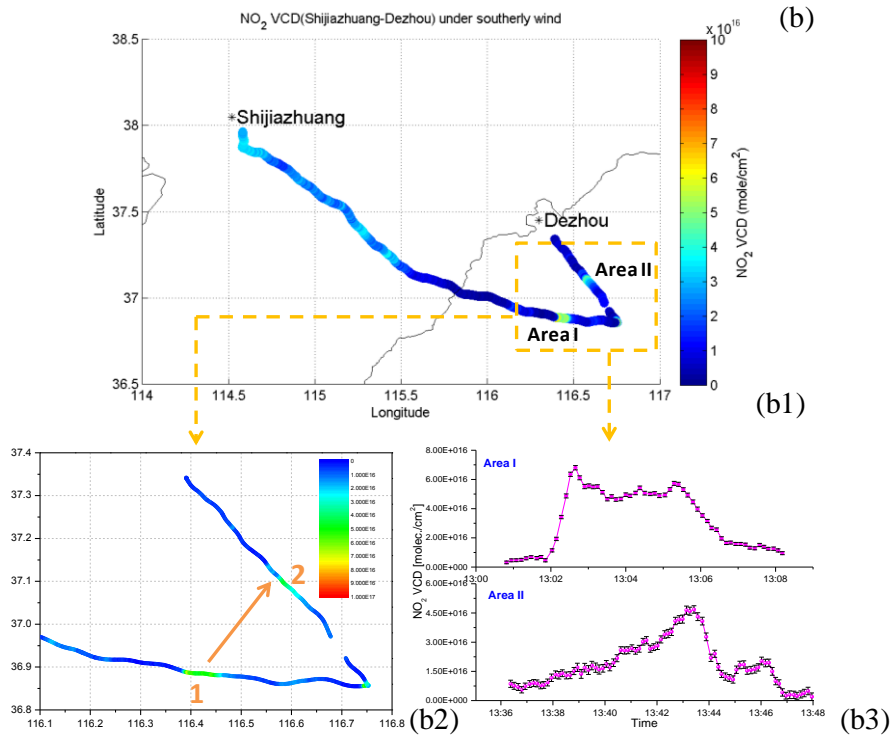 NO2 VCD(Shijiazhuang-Dezhou) under southerly wind
(b)
x 10^16
38.5
38
37.5
37
36.5
Latitude
*Shijiazhuang
*Dezhou
Area II
Area I
114
114.5
115
115.5
116
116.5
117
Longitude
10
9
8
7
6
5
4
3
2
1
0
NO2 VCD (mole/cm2)
(b1)
37.4
37.3
37.2
37.1
37.0
36.9
36.8
0
1.000E16
2.000E16
3.000E16
4.000E16
5.000E16
6.000E16
7.000E16
8.000E16
9.000E16
1.000E17
2
1
116.1
116.2
116.3
116.4
116.5
116.6
116.7
116.8
(b2)
NO2 VCD [molec./cm2]
8.00E+016
6.00E+016
4.00E+016
2.00E+016
0.00E+000
Area I
13:00
13:02
13:04
13:06
13:08
6.00E+016
4.50E+016
3.00E+016
1.50E+016
0.00E+000
Area II
13:36
13:40
13:42
13:44
13:46
13:48
Time
(b3)